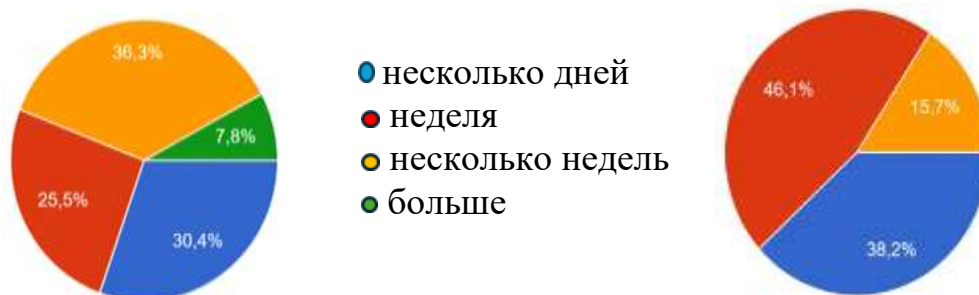 36,3%
7,8%
25,5%
30,4%
несколько дней
неделя
несколько недель
больше
46,1%
15,7%
38,2%